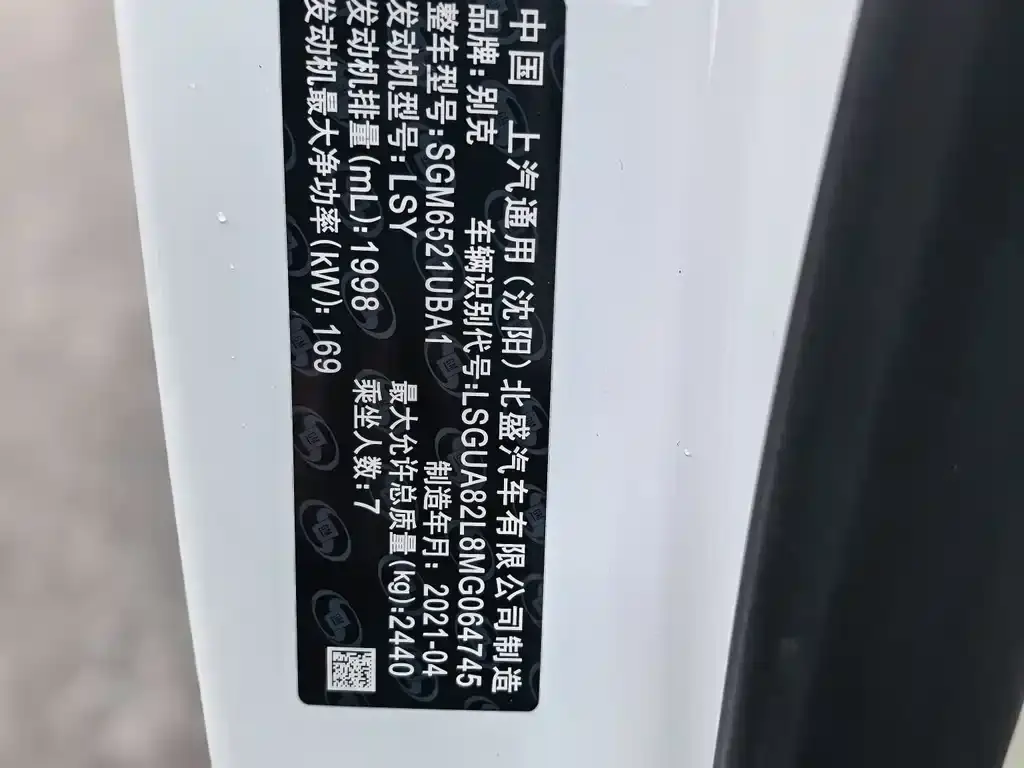 中国 上汽通用(沈阳)北盛汽车有限公司制造
品牌:别克 车辆识别代号:LSGUA82L8MG064745
整车型号:SGM6521UBA1 制造年月: 2021-04
发动机型号:LSY 最大允许总质量(kg):2440
发动机排量(mL):1998 乘坐人数:7
发动机最大净功率(kW): 169